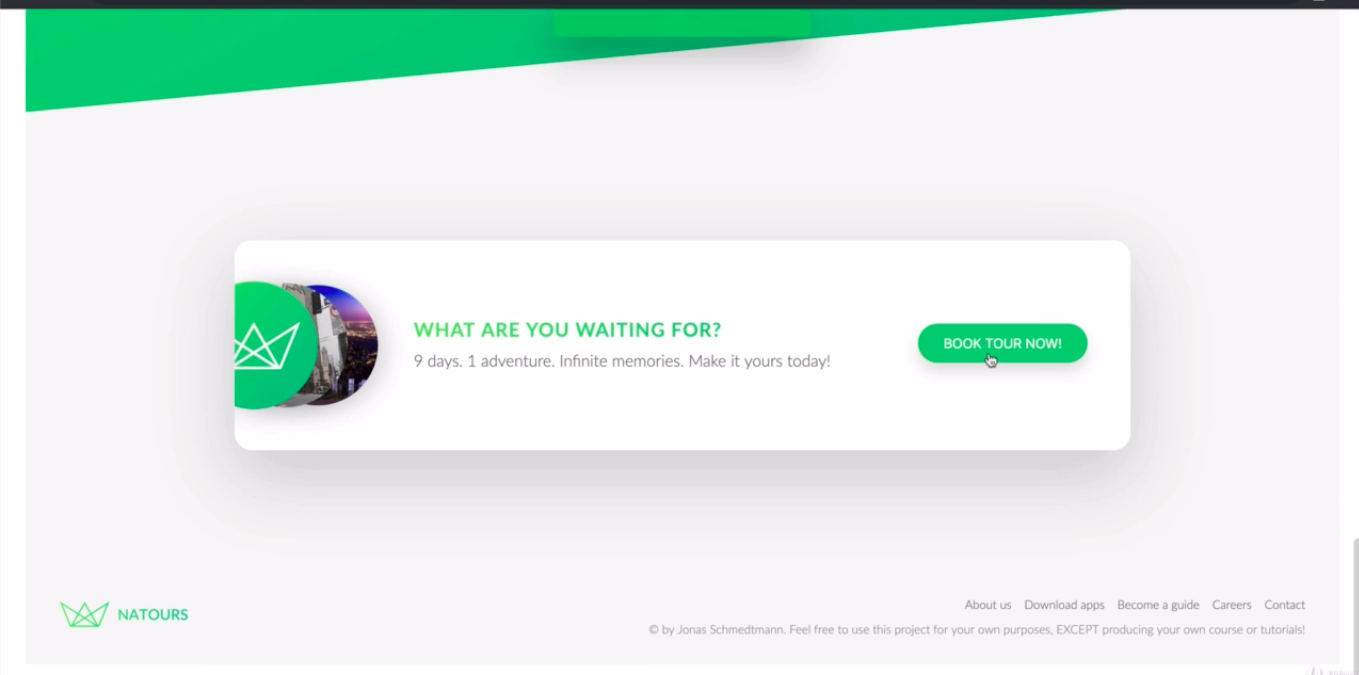 WHAT ARE YOU WAITING FOR?
9 days. 1 adventure. Infinite memories. Make it yours today!
BOOK TOUR NOW!
NATOURS
About us Download apps Become a guide Careers Contact
© by Jonas Schmedtmann. Feel free to use this project for your own purposes, EXCEPT producing your own course or tutorials!